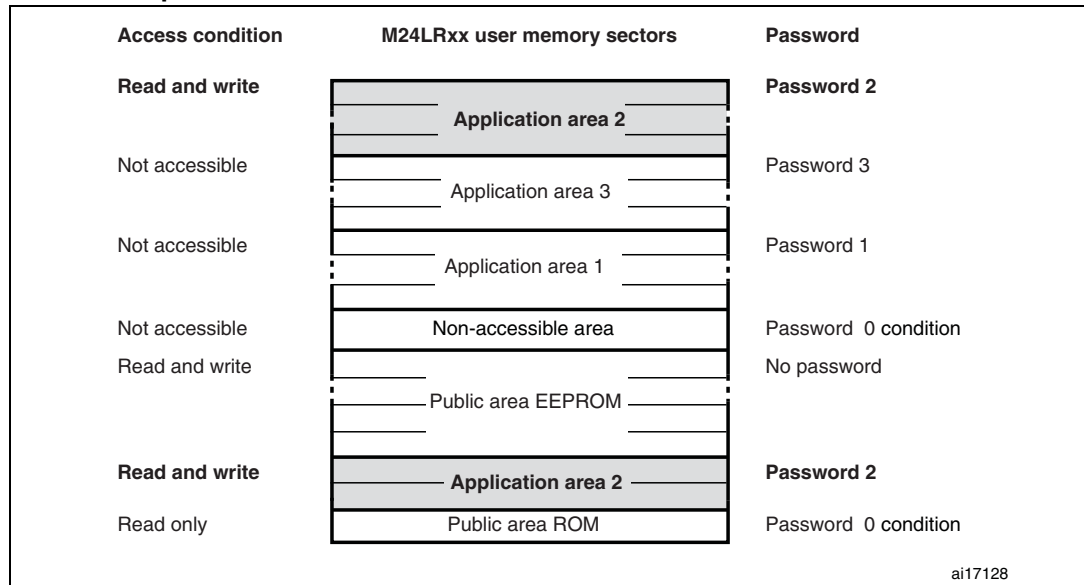 Access condition M24LRxx user memory sectors Password
Read and write Application area 2 Password 2
Not accessible Application area 3 Password 3
Not accessible Application area 1 Password 1
Not accessible Non-accessible area Password 0 condition
Read and write Public area EEPROM No password
Read and write Application area 2 Password 2
Read only Public area ROM Password 0 condition
ai17128